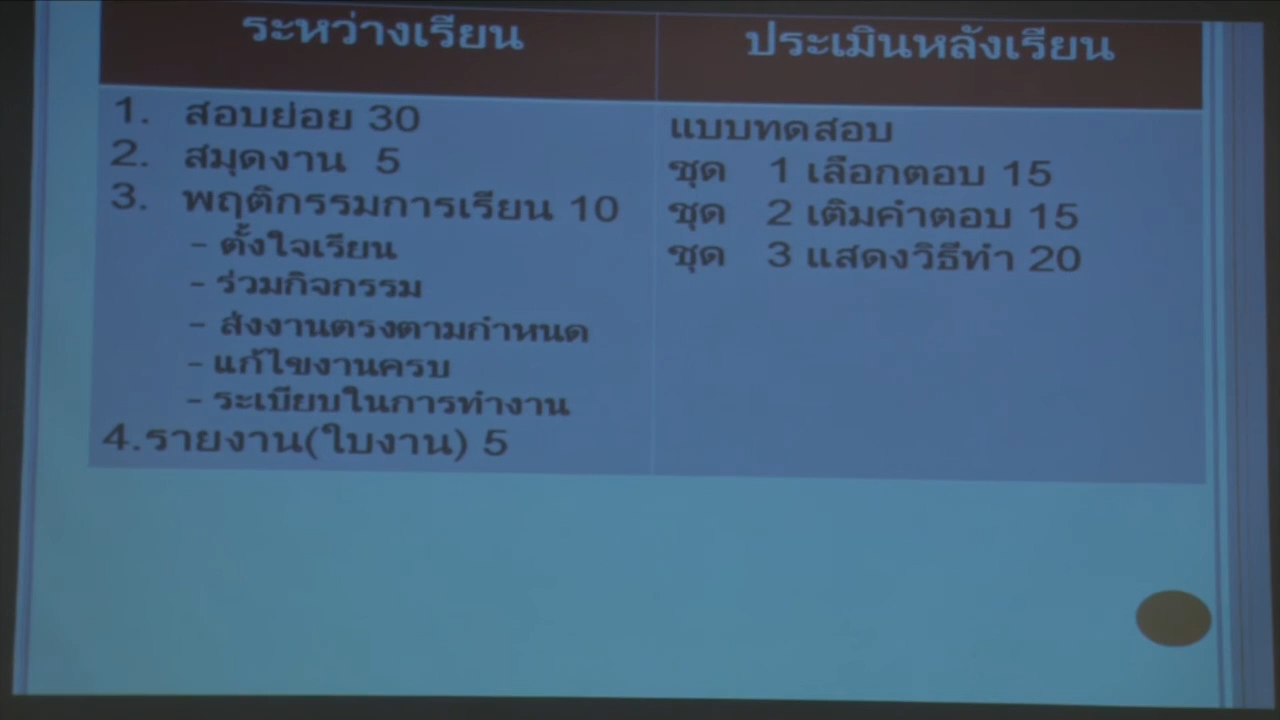 ระหว่างเรียน
ประเมินหลังเรียน
1. สอบย่อย 30
2. สมุดงาน 5
3. พฤติกรรมการเรียน 10
- ตั้งใจเรียน
- ร่วมกิจกรรม
- ส่งงานตรงตามกำหนด
- แก้ไขงานครบ
- ระเบียบในการทำงาน
4.รายงาน(ใบงาน) 5
แบบทดสอบ
ชุด 1 เลือกตอบ 15
ชุด 2 เติมคำตอบ 15
ชุด 3 แสดงวิธีทำ 20